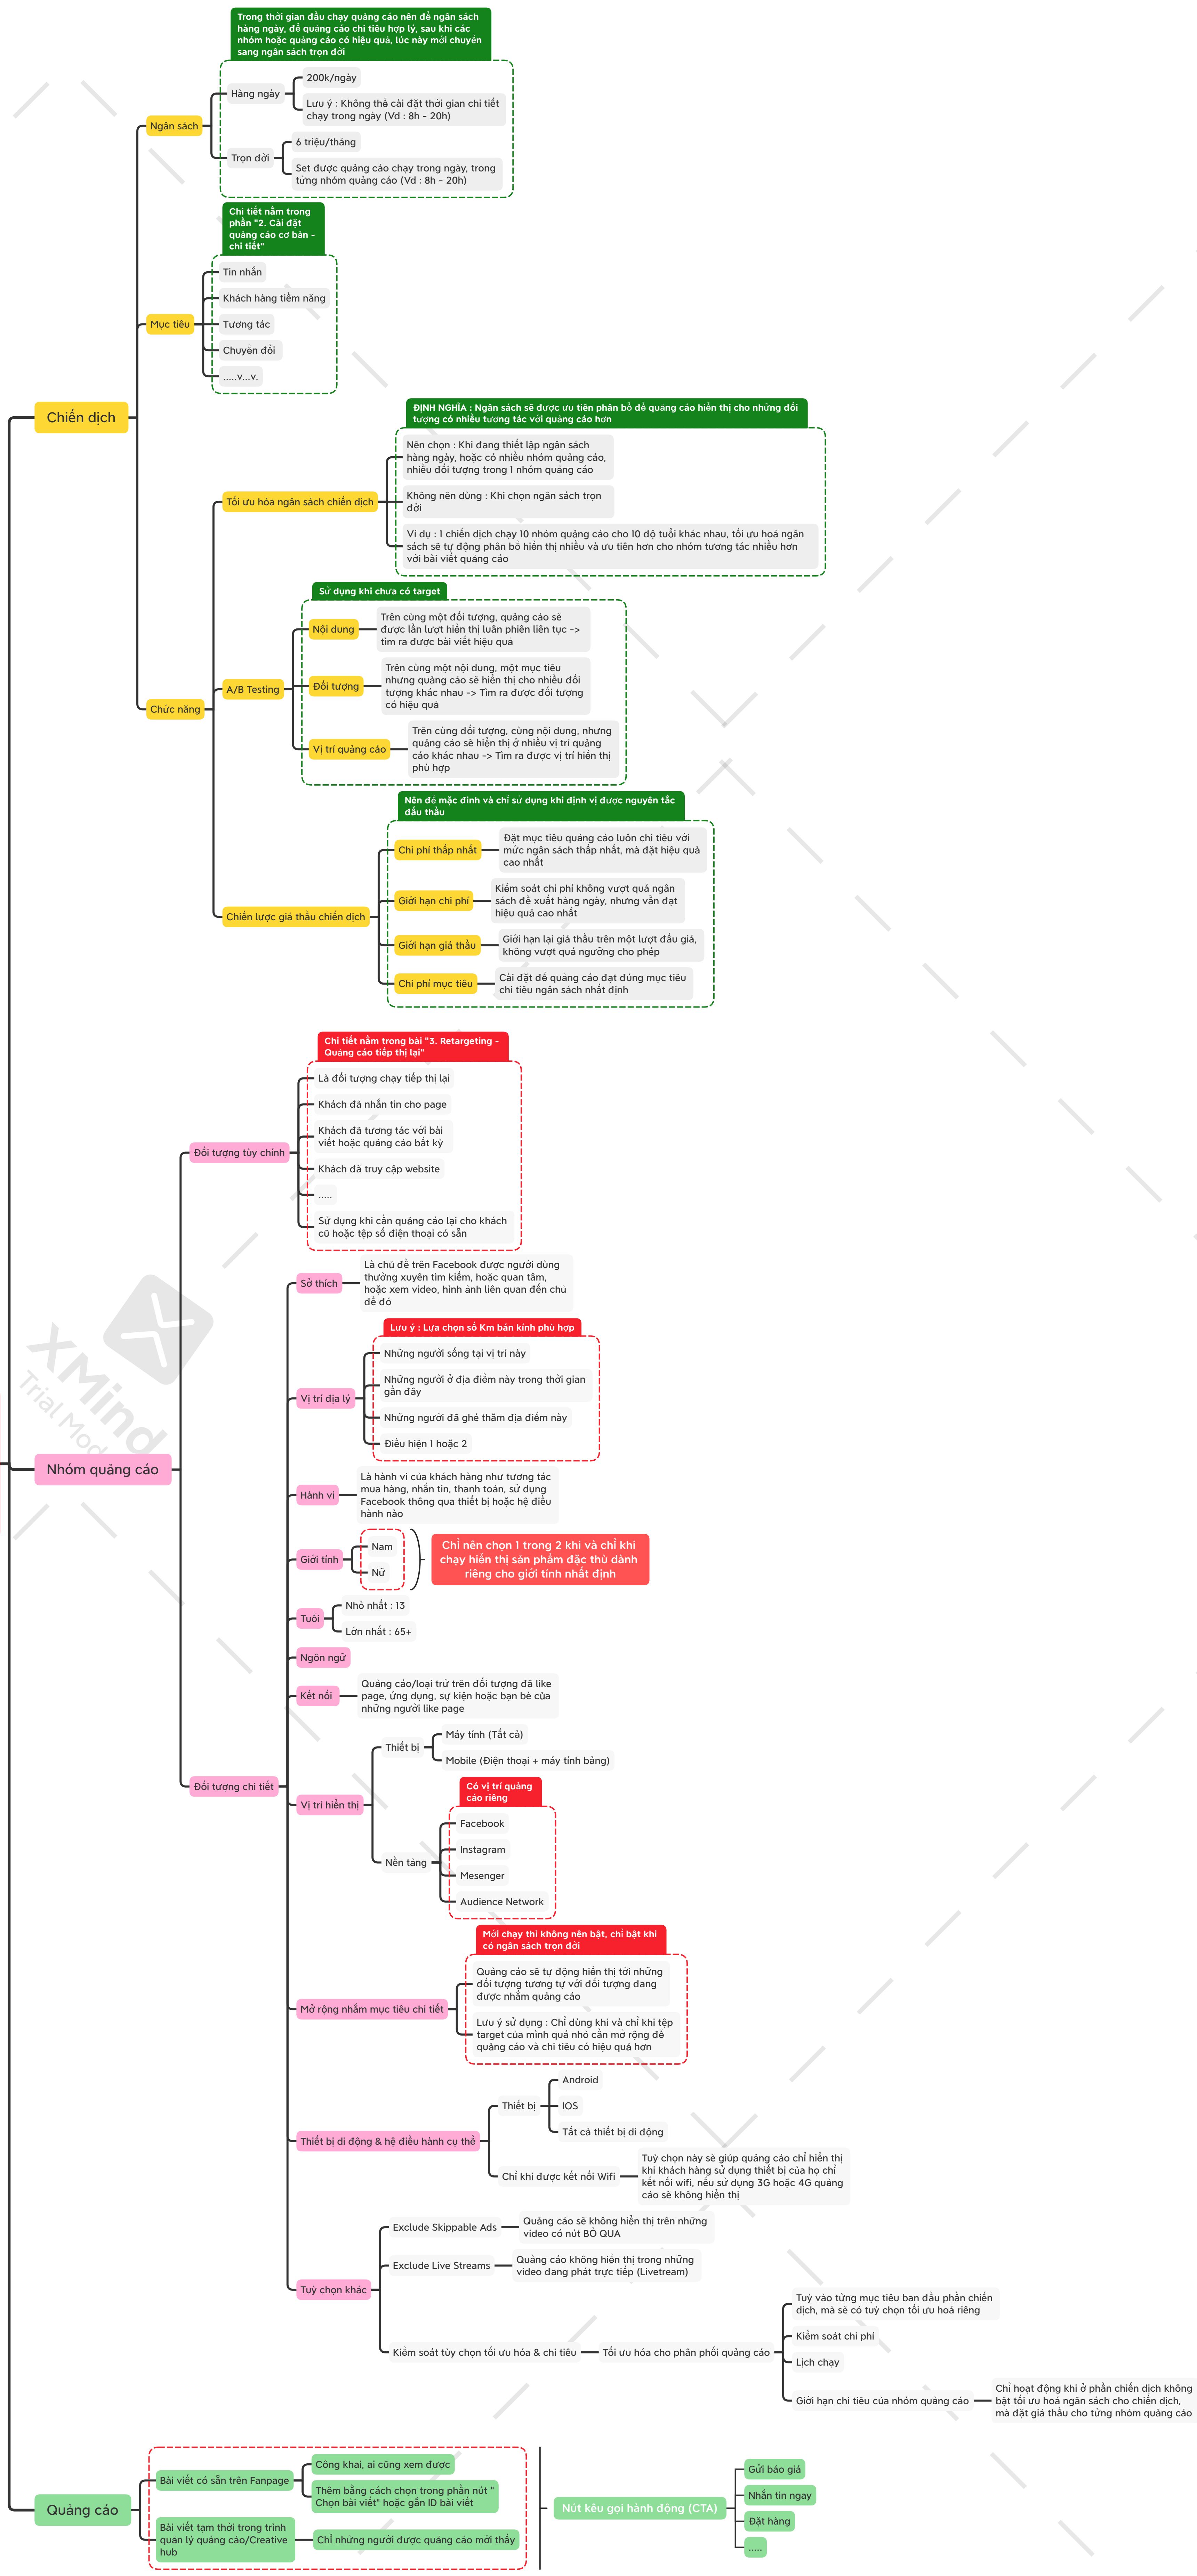 Trong thời gian đầu chạy quảng cáo nên để ngân sách
hàng ngày, để quảng cáo chi tiêu hợp lý, sau khi các
nhóm hoặc quảng cáo có hiệu quả, lúc này mới chuyển
sang ngân sách trọn đời
Hàng ngày
200k/ngày
Lưu ý : Không thể cài đặt thời gian chi tiết
chạy trong ngày (Vd : 8h - 20h)
Ngân sách
Trọn đời
6 triệu/tháng
Set được quảng cáo chạy trong ngày, trong
từng nhóm quảng cáo (Vd : 8h - 20h)
Chi tiết nằm trong
phần "2. Cài đặt
quảng cáo cơ bản -
chi tiết"
Mục tiêu
Tin nhắn
Khách hàng tiềm năng
Tương tác
Chuyển đổi
.....v...v.
Chiến dịch
ĐỊNH NGHĨA : Ngân sách sẽ được ưu tiên phân bổ để quảng cáo hiển thị cho những đối
tượng có nhiều tương tác với quảng cáo hơn
Tối ưu hóa ngân sách chiến dịch
Nên chọn : Khi đang thiết lập ngân sách
hàng ngày, hoặc có nhiều nhóm quảng cáo,
nhiều đối tượng trong 1 nhóm quảng cáo
Không nên dùng : Khi chọn ngân sách trọn
đời
Ví dụ : 1 chiến dịch chạy 10 nhóm quảng cáo cho 10 độ tuổi khác nhau, tối ưu hoá ngân
sách sẽ tự động phân bổ hiển thị nhiều và ưu tiên hơn cho nhóm tương tác nhiều hơn
với bài viết quảng cáo
Chức năng
Sử dụng khi chưa có target
A/B Testing
Nội dung
Trên cùng một đối tượng, quảng cáo sẽ
được lần lượt hiển thị luân phiên liên tục ->
tìm ra được bài viết hiệu quả
Đối tượng
Trên cùng một nội dung, một mục tiêu
nhưng quảng cáo sẽ hiển thị cho nhiều đối
tượng khác nhau -> Tìm ra được đối tượng
có hiệu quả
Vị trí quảng cáo
Trên cùng đối tượng, cùng nội dung, nhưng
quảng cáo sẽ hiển thị ở nhiều vị trí quảng
cáo khác nhau -> Tìm ra được vị trí hiển thị
phù hợp
Nên để mặc đinh và chỉ sử dụng khi định vị được nguyên tắc
đấu thầu
Chiến lược giá thầu chiến dịch
Chi phí thấp nhất
Đặt mục tiêu quảng cáo luôn chi tiêu với
mức ngân sách thấp nhất, mà đặt hiệu quả
cao nhất
Giới hạn chi phí
Kiểm soát chi phí không vượt quá ngân
sách đề xuất hàng ngày, nhưng vẫn đạt
hiệu quả cao nhất
Giới hạn giá thầu
Giới hạn lại giá thầu trên một lượt đấu giá,
không vượt quá ngưỡng cho phép
Chi phí mục tiêu
Cài đặt để quảng cáo đạt đúng mục tiêu
chi tiêu ngân sách nhất định
Chi tiết nằm trong bài "3. Retargeting -
Quảng cáo tiếp thị lại"
Đối tượng tùy chỉnh
Là đối tượng chạy tiếp thị lại
Khách đã nhắn tin cho page
Khách đã tương tác với bài
viết hoặc quảng cáo bất kỳ
Khách đã truy cập website
.....
Sử dụng khi cần quảng cáo lại cho khách
cũ hoặc tệp số điện thoại có sẵn
Nhóm quảng cáo
XMind
Trial Mod
Đối tượng chi tiết
Sở thích
Là chủ đề trên Facebook được người dùng
thường xuyên tìm kiếm, hoặc quan tâm,
hoặc xem video, hình ảnh liên quan đến chủ
đề đó
Lưu ý : Lựa chọn số Km bán kính phù hợp
Vị trí địa lý
Những người sống tại vị trí này
Những người ở địa điểm này trong thời gian
gần đây
Những người đã ghé thăm địa điểm này
Điều hiện 1 hoặc 2
Hành vi
Là hành vi của khách hàng như tương tác
mua hàng, nhắn tin, thanh toán, sử dụng
Facebook thông qua thiết bị hoặc hệ điều
hành nào
Giới tính
Nam
Nữ
Chỉ nên chọn 1 trong 2 khi và chỉ khi
chạy hiển thị sản phẩm đặc thù dành
riêng cho giới tính nhất định
Tuổi
Nhỏ nhất : 13
Lớn nhất : 65+
Ngôn ngữ
Kết nối
Quảng cáo/loại trừ trên đối tượng đã like
page, ứng dụng, sự kiện hoặc bạn bè của
những người like page
Vị trí hiển thị
Thiết bị
Máy tính (Tất cả)
Mobile (Điện thoại + máy tính bảng)
Có vị trí quảng
cáo riêng
Nền tảng
Facebook
Instagram
Mesenger
Audience Network
Mới chạy thì không nên bật, chỉ bật khi
có ngân sách trọn đời
Mở rộng nhắm mục tiêu chi tiết
Quảng cáo sẽ tự động hiển thị tới những
đối tượng tương tự với đối tượng đang
được nhắm quảng cáo
Lưu ý sử dụng : Chỉ dùng khi và chỉ khi tệp
target của mình quá nhỏ cần mở rộng để
quảng cáo và chi tiêu có hiệu quả hơn
Thiết bị di động & hệ điều hành cụ thể
Thiết bị
Android
IOS
Tất cả thiết bị di động
Chỉ khi được kết nối Wifi
Tuỳ chọn này sẽ giúp quảng cáo chỉ hiển thị
khi khách hàng sử dụng thiết bị của họ chỉ
kết nối wifi, nếu sử dụng 3G hoặc 4G quảng
cáo sẽ không hiển thị
Tuỳ chọn khác
Exclude Skippable Ads
Quảng cáo sẽ không hiển thị trên những
video có nút BỎ QUA
Exclude Live Streams
Quảng cáo không hiển thị trong những
video đang phát trực tiếp (Livetream)
Kiểm soát tùy chọn tối ưu hóa & chi tiêu
Tối ưu hóa cho phân phối quảng cáo
Tuỳ vào từng mục tiêu ban đầu phần chiến
dịch, mà sẽ có tuỳ chọn tối ưu hoá riêng
Kiểm soát chi phí
Lịch chạy
Giới hạn chi tiêu của nhóm quảng cáo
Chỉ hoạt động khi ở phần chiến dịch không
bật tối ưu hoá ngân sách cho chiến dịch,
mà đặt giá thầu cho từng nhóm quảng cáo
Quảng cáo
Bài viết có sẵn trên Fanpage
Công khai, ai cũng xem được
Thêm bằng cách chọn trong phần nút "
Chọn bài viết" hoặc gắn ID bài viết
Bài viết tạm thời trong trình
quản lý quảng cáo/Creative
hub
Chỉ những người được quảng cáo mới thấy
Nút kêu gọi hành động (CTA)
Gửi báo giá
Nhắn tin ngay
Đặt hàng
.....